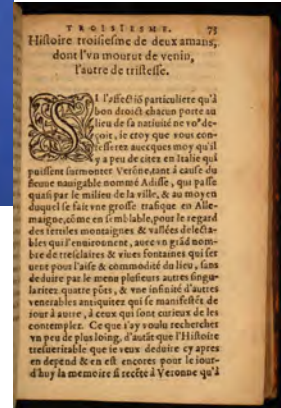 TROISIESME. 73
Histoire troisiesme de deux amans,
dont l'vn mourut de venin,
l'autre de tristesse.
SI l'affectiõ particuliere qu'à
bon droict chacun porte au
lieu de sa natiuité ne vo⁹ de-
çoit, ie croy que vous con-
fesserez auecques moy qu'il
y a peu de citez en Italie qui
puissent surmonter Verõne, tant à cause du
fleuue nauigable nommé Adisse, qui passe
quasi par le milieu de la ville, & au moyen
duquel se fait vne grosse trafique en Alle-
maigne, cõme en semblable, pour le regard
des fertiles montaignes & vallées delecta-
bles qui l'enuironnent, auec vn grãd nom-
bre de tresclaires & viues fontaines qui ser
uent pour l'aise & commodité du lieu, sans
deduire par le menu plusieurs autres singu-
laritez, quatre põts, & vne infinité d'autres
venerables antiquitez qui se manifestẽt de
iour à autre, à ceux qui sont curieux de les
contempler. Ce que i'ay voulu rechercher
vn peu de plus loing, d'autãt que l'Histoire
tresueritable que ie veux deduire cy apres
en depend & en est encores pour le iour-
d'huy la memoire si recẽte à Veronne qu'à